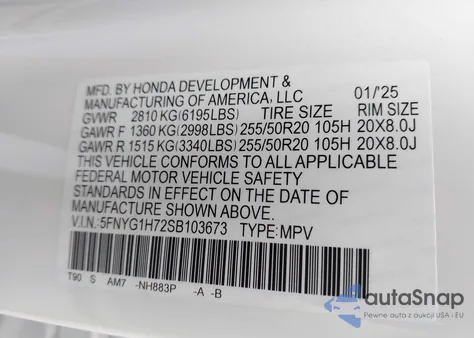 MFD. BY HONDA DEVELOPMENT &
MANUFACTURING OF AMERICA, LLC 01/'25
GVWR 2810 KG(6195LBS) TIRE SIZE RIM SIZE
GAWR F 1360 KG(2998LBS) 255/50R20 105H 20X8.0J
GAWR R 1515 KG(3340LBS) 255/50R20 105H 20X8.0J
THIS VEHICLE CONFORMS TO ALL APPLICABLE
FEDERAL MOTOR VEHICLE SAFETY
STANDARDS IN EFFECT ON THE DATE OF
MANUFACTURE SHOWN ABOVE.
V.I.N.:5FNYG1H72SB103673 TYPE:MPV
T90 S AM7 -NH883P -A -B
autoSnap
Pewne auta z aukcji USA i EU